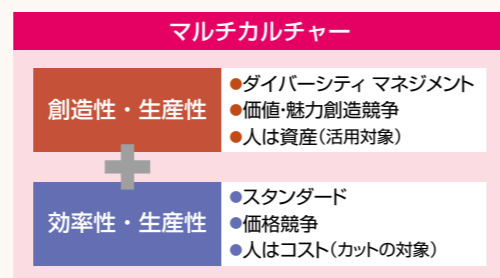 マルチカルチャー
創造性・生産性
●ダイバーシティ マネジメント
●価値・魅力創造競争
●人は資産（活用対象）
＋
効率性・生産性
●スタンダード
●価格競争
●人はコスト（カットの対象）